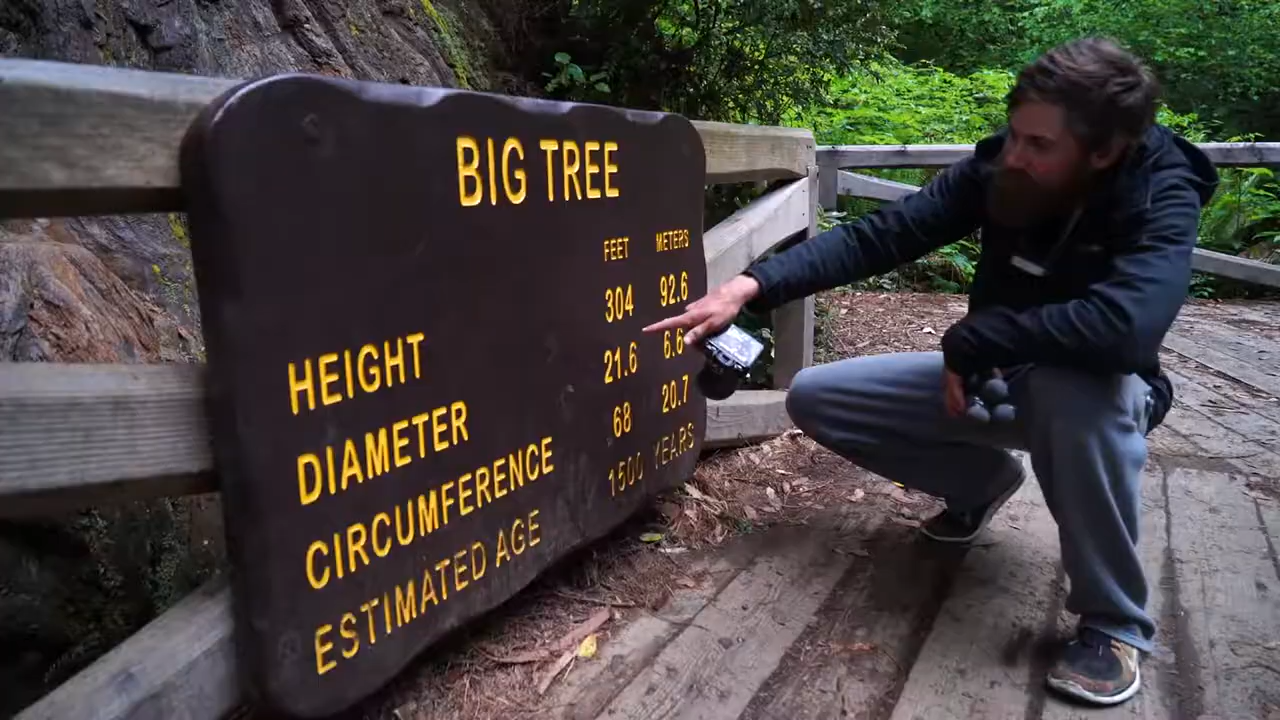 BIG TREE
FEET METERS
HEIGHT 304 92.6
DIAMETER 21.6 6.6
CIRCUMFERENCE 68 20.7
ESTIMATED AGE 1500 YEARS